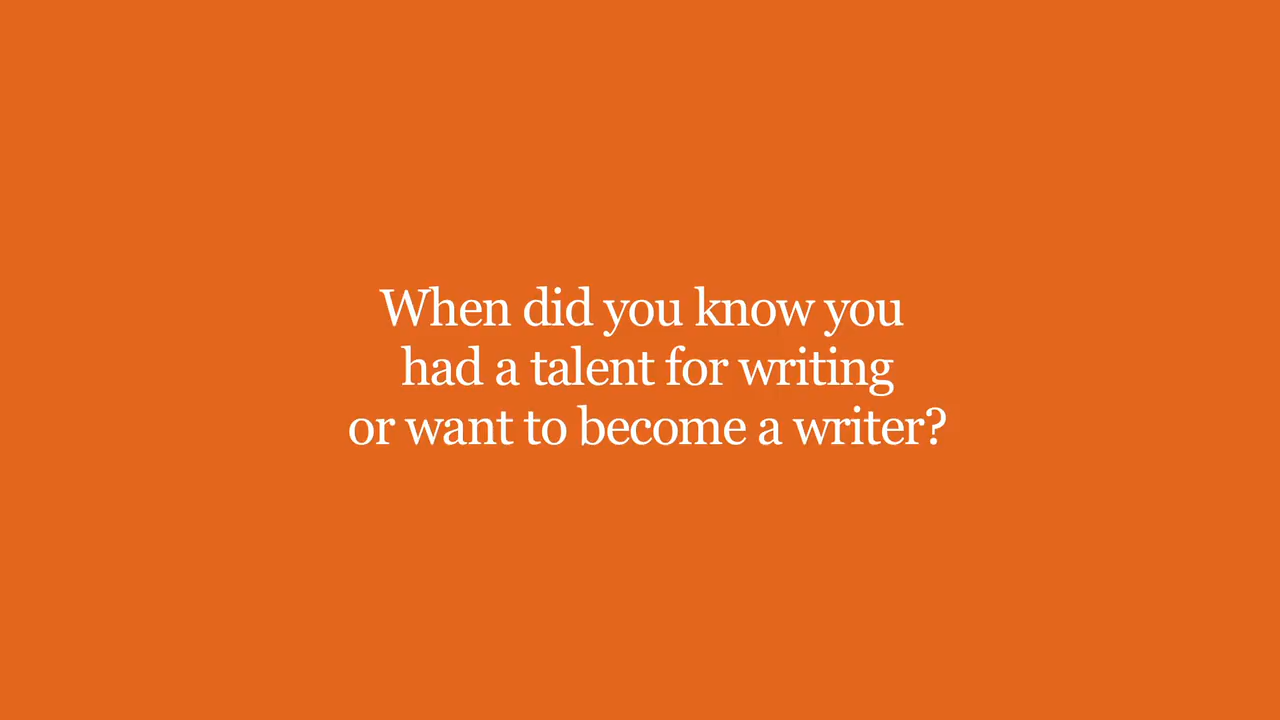 When did you know you
had a talent for writing
or want to become a writer?